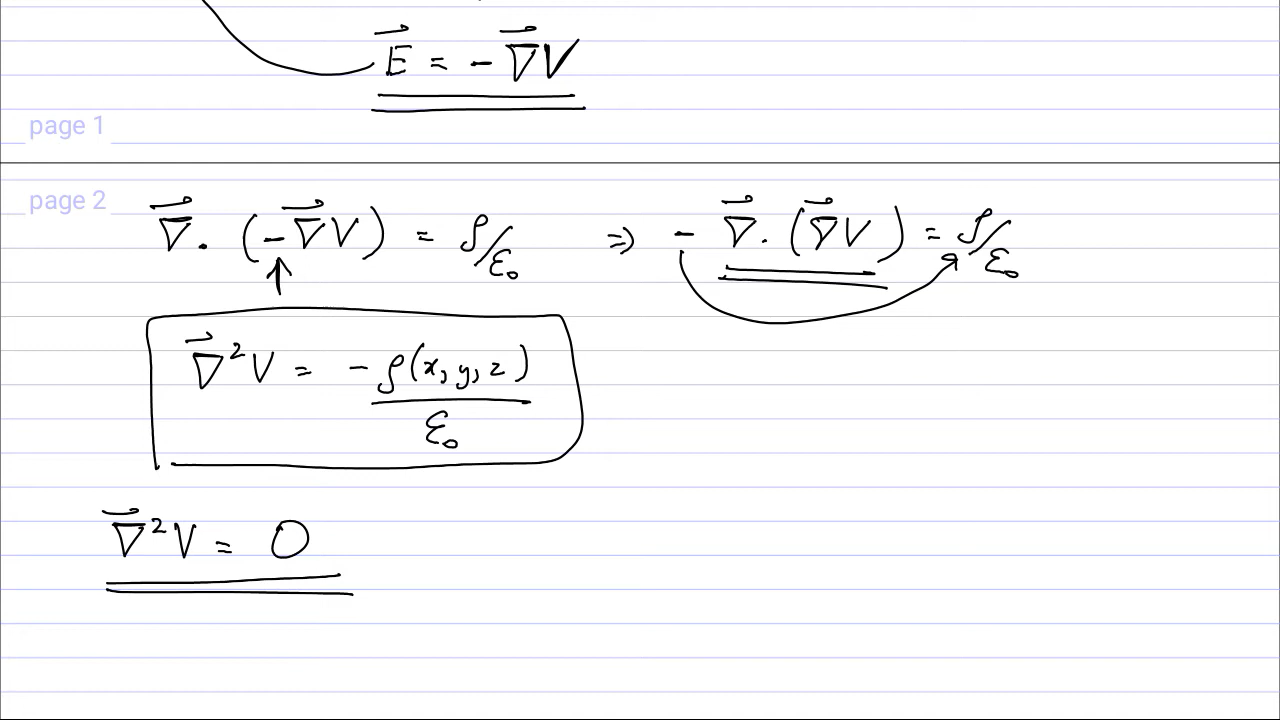 E⃗ = - ∇⃗V
page 1
page 2
∇⃗ . (-∇⃗V) = ρ/ε₀ ⇒ - ∇⃗ . (∇⃗V) = ρ/ε₀
∇⃗²V = - ρ(x, y, z)/ε₀
∇⃗²V = 0